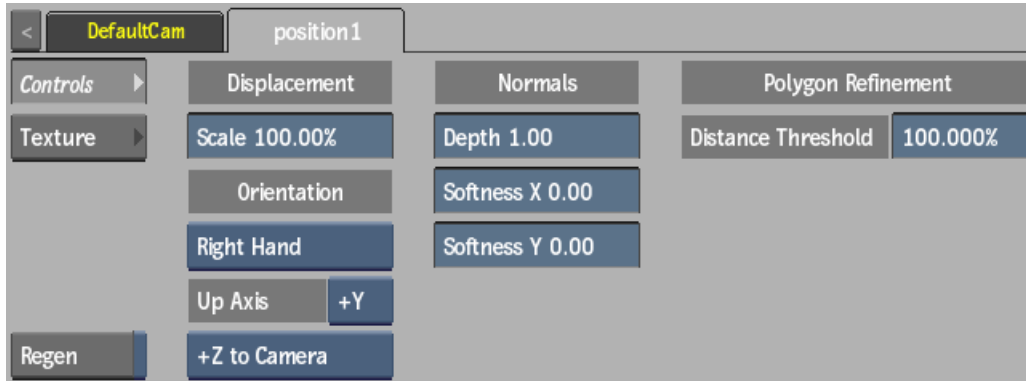 < DefaultCam position1
Controls Displacement Normals Polygon Refinement
Texture Scale 100.00% Depth 1.00 Distance Threshold 100.000%
Orientation Softness X 0.00
Right Hand Softness Y 0.00
Up Axis +Y
Regen +Z to Camera